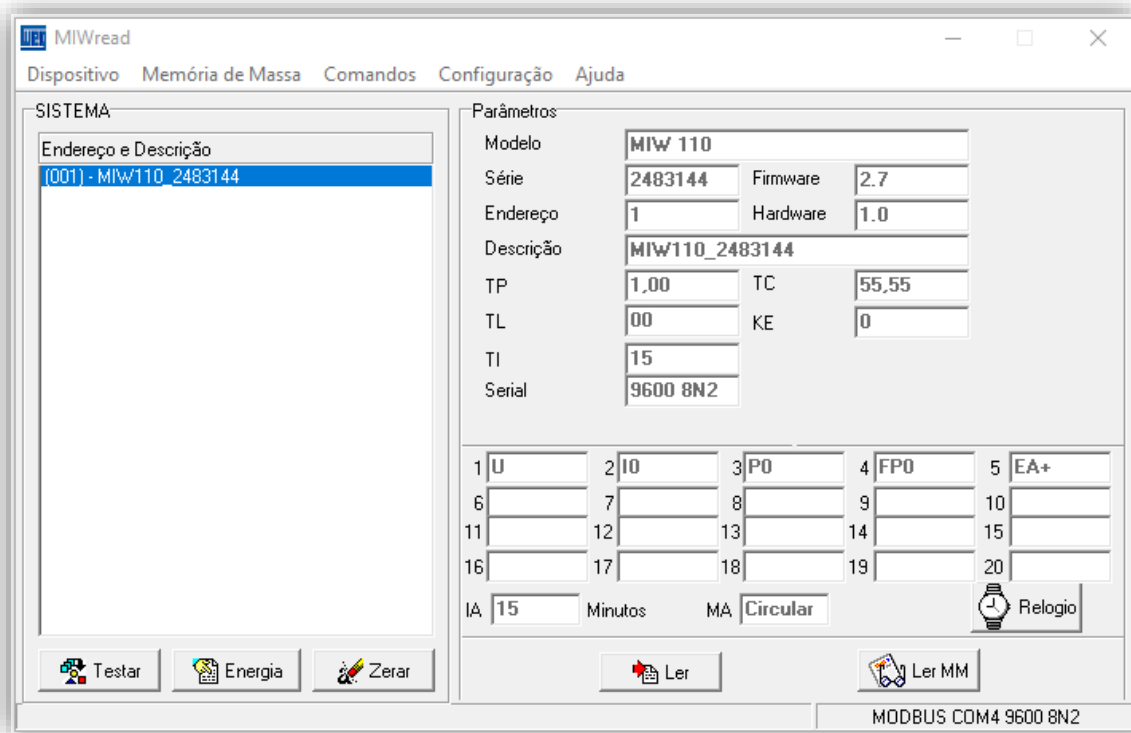 WEG MIWread
Dispositivo Memória de Massa Comandos Configuração Ajuda
SISTEMA
Endereço e Descrição
(001) - MIW110_2483144
Testar Energia Zerar
Parâmetros
Modelo MIW 110
Série 2483144 Firmware 2.7
Endereço 1 Hardware 1.0
Descrição MIW110_2483144
TP 1,00 TC 55,55
TL 00 KE 0
TI 15
Serial 9600 8N2
1 U 2 I0 3 P0 4 FP0 5 EA+
6 7 8 9 10
11 12 13 14 15
16 17 18 19 20
IA 15 Minutos MA Circular Relogio
Ler Ler MM
MODBUS COM4 9600 8N2